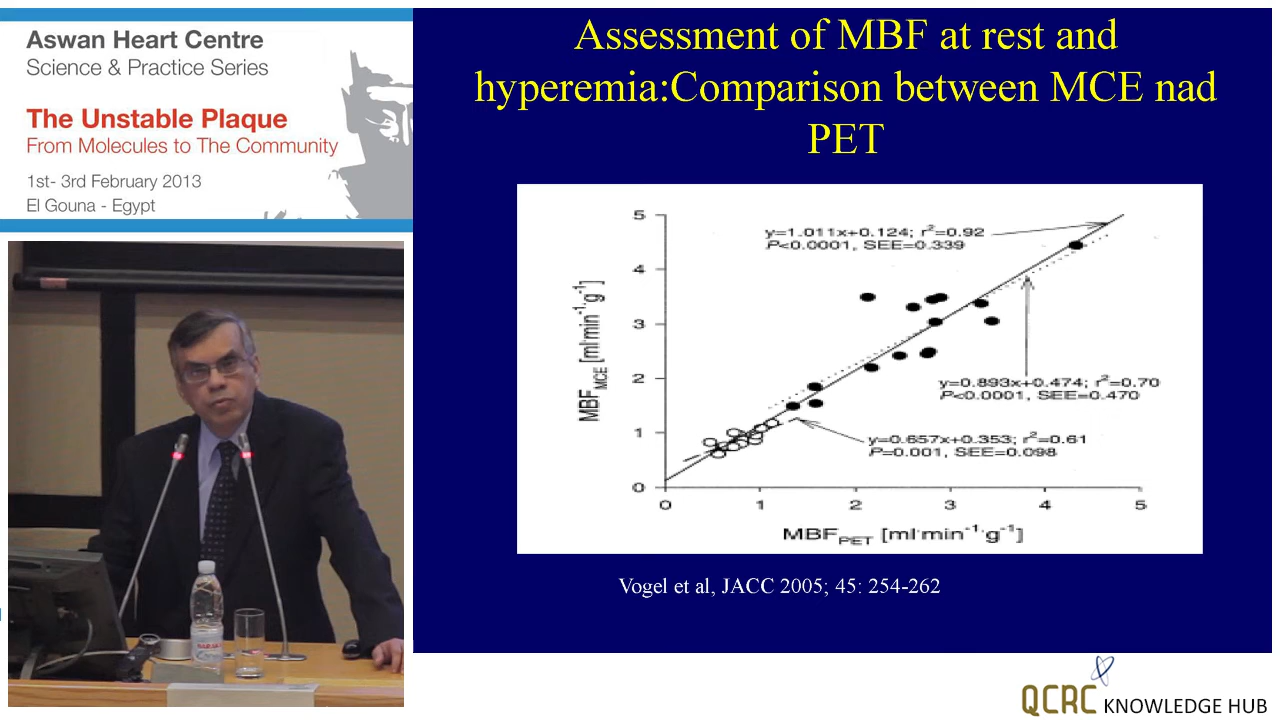 Aswan Heart Centre
Science & Practice Series
The Unstable Plaque
From Molecules to The Community
1st- 3rd February 2013
El Gouna - Egypt
Assessment of MBF at rest and
hyperemia:Comparison between MCE nad
PET
5
4
3
2
1
0
MBF_MCE [ml·min⁻¹·g⁻¹]
y=1.011x+0.124; r²=0.92
P<0.0001, SEE=0.339
y=0.893x+0.474; r²=0.70
P<0.0001, SEE=0.470
y=0.657x+0.353; r²=0.61
P=0.001, SEE=0.098
0 1 2 3 4 5
MBF_PET [ml·min⁻¹·g⁻¹]
Vogel et al, JACC 2005; 45: 254-262
QCRC KNOWLEDGE HUB